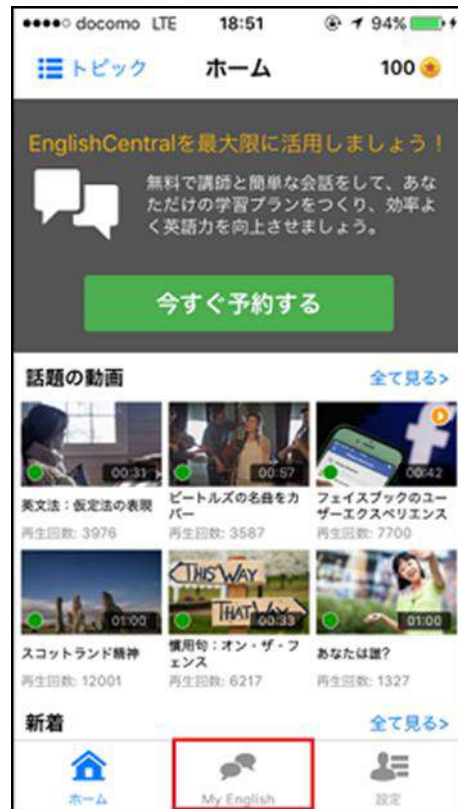 docomo LTE 18:51 94%
トピック ホーム 100
EnglishCentralを最大限に活用しましょう！
無料で講師と簡単な会話をして、あな
ただけの学習プランをつくり、効率よ
く英語力を向上させましょう。
今すぐ予約する
話題の動画 全て見る>
00:31 00:57 00:42
英文法：仮定法の表現 ビートルズの名曲をカ フェイスブックのユー
バー ザーエクスペリエンス
再生回数: 3976 再生回数: 3587 再生回数: 7700
THIS WAY
THAT WAY
01:00 00:33 01:00
スコットランド精神 慣用句：オン・ザ・フ あなたは誰?
ェンス
再生回数: 12001 再生回数: 6217 再生回数: 1327
新着 全て見る>
ホーム My English 設定